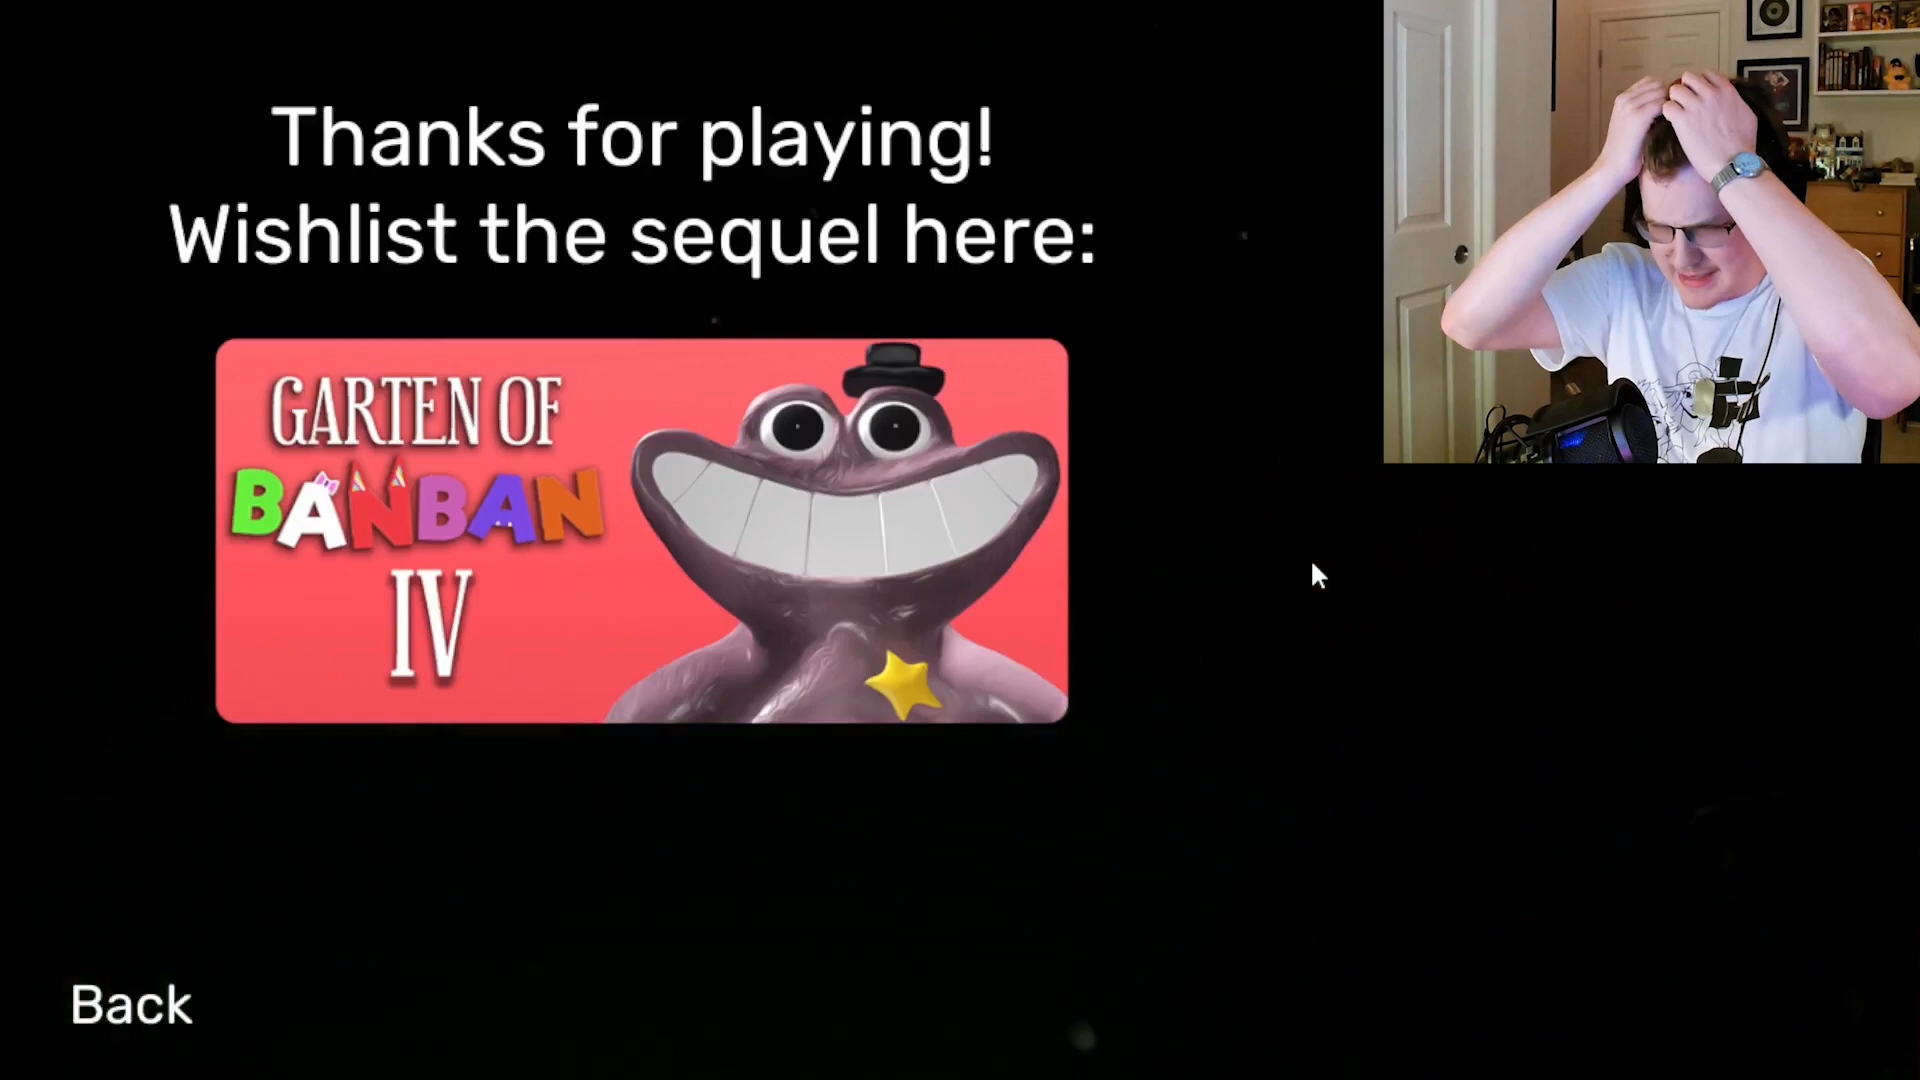 Thanks for playing!
Wishlist the sequel here:
GARTEN OF
BANBAN
IV
Back